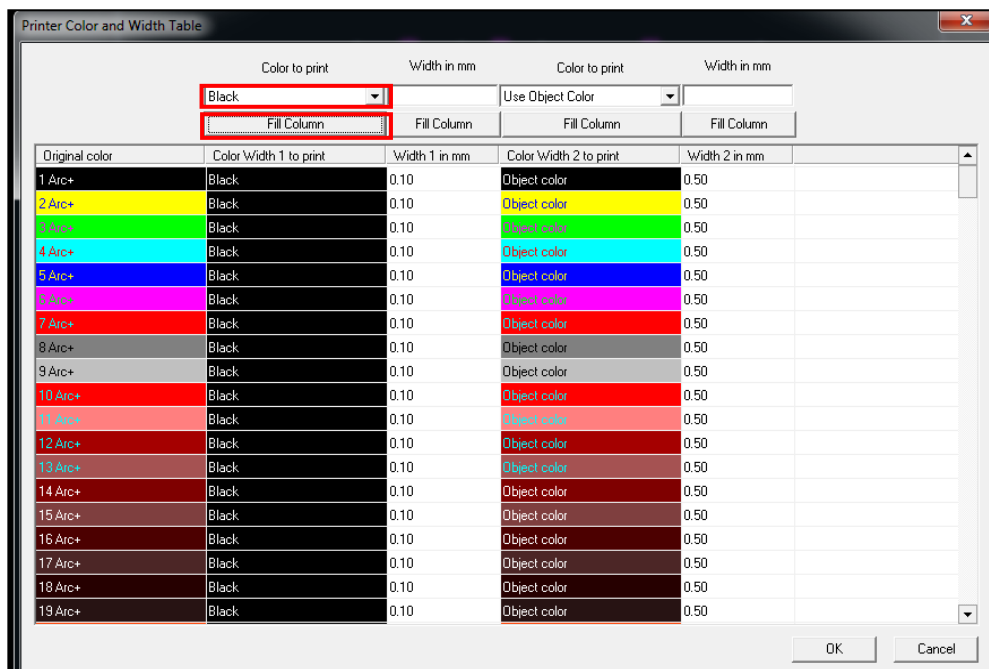 Printer Color and Width Table
Color to print Width in mm Color to print Width in mm
Black Use Object Color
Fill Column Fill Column Fill Column Fill Column
Original color Color Width 1 to print Width 1 in mm Color Width 2 to print Width 2 in mm
1 Arc+ Black 0.10 Object color 0.50
2 Arc+ Black 0.10 Object color 0.50
3 Arc+ Black 0.10 Object color 0.50
4 Arc+ Black 0.10 Object color 0.50
5 Arc+ Black 0.10 Object color 0.50
6 Arc+ Black 0.10 Object color 0.50
7 Arc+ Black 0.10 Object color 0.50
8 Arc+ Black 0.10 Object color 0.50
9 Arc+ Black 0.10 Object color 0.50
10 Arc+ Black 0.10 Object color 0.50
11 Arc+ Black 0.10 Object color 0.50
12 Arc+ Black 0.10 Object color 0.50
13 Arc+ Black 0.10 Object color 0.50
14 Arc+ Black 0.10 Object color 0.50
15 Arc+ Black 0.10 Object color 0.50
16 Arc+ Black 0.10 Object color 0.50
17 Arc+ Black 0.10 Object color 0.50
18 Arc+ Black 0.10 Object color 0.50
19 Arc+ Black 0.10 Object color 0.50
OK Cancel